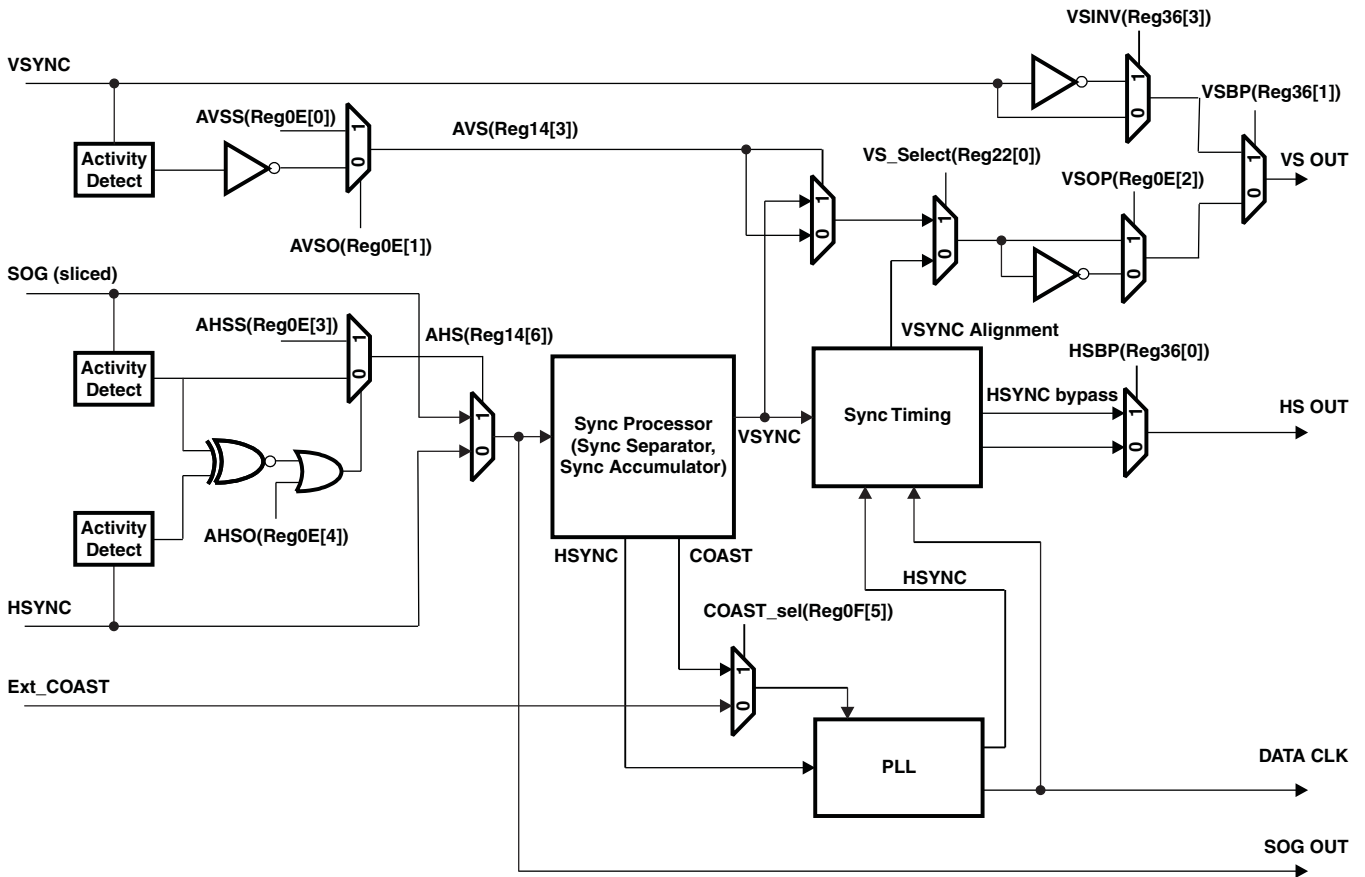 VSINV(Reg36[3])
VSYNC
1
0
VSBP(Reg36[1])
AVSS(Reg0E[0])
1
0
AVS(Reg14[3])
Activity
Detect
VS_Select(Reg22[0])
1
0
VS OUT
VSOP(Reg0E[2])
1
0
1
0
1
0
AVSO(Reg0E[1])
SOG (sliced)
VSYNC Alignment
AHSS(Reg0E[3])
1
0
AHS(Reg14[6])
HSBP(Reg36[0])
Activity
Detect
HSYNC bypass
1
0
HS OUT
1
0
Sync Processor
(Sync Separator,
Sync Accumulator)
VSYNC
Sync Timing
Activity
Detect
AHSO(Reg0E[4])
HSYNC
COAST
HSYNC
HSYNC
COAST_sel(Reg0F[5])
1
0
Ext_COAST
PLL
DATA CLK
SOG OUT